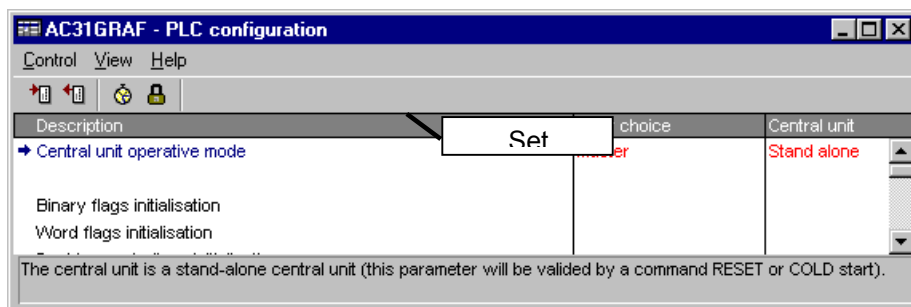 AC31GRAF - PLC configuration
Control View Help
Description choice Central unit
Set
Central unit operative mode Stand alone
Binary flags initialisation
Word flags initialisation
The central unit is a stand-alone central unit (this parameter will be valided by a command RESET or COLD start).